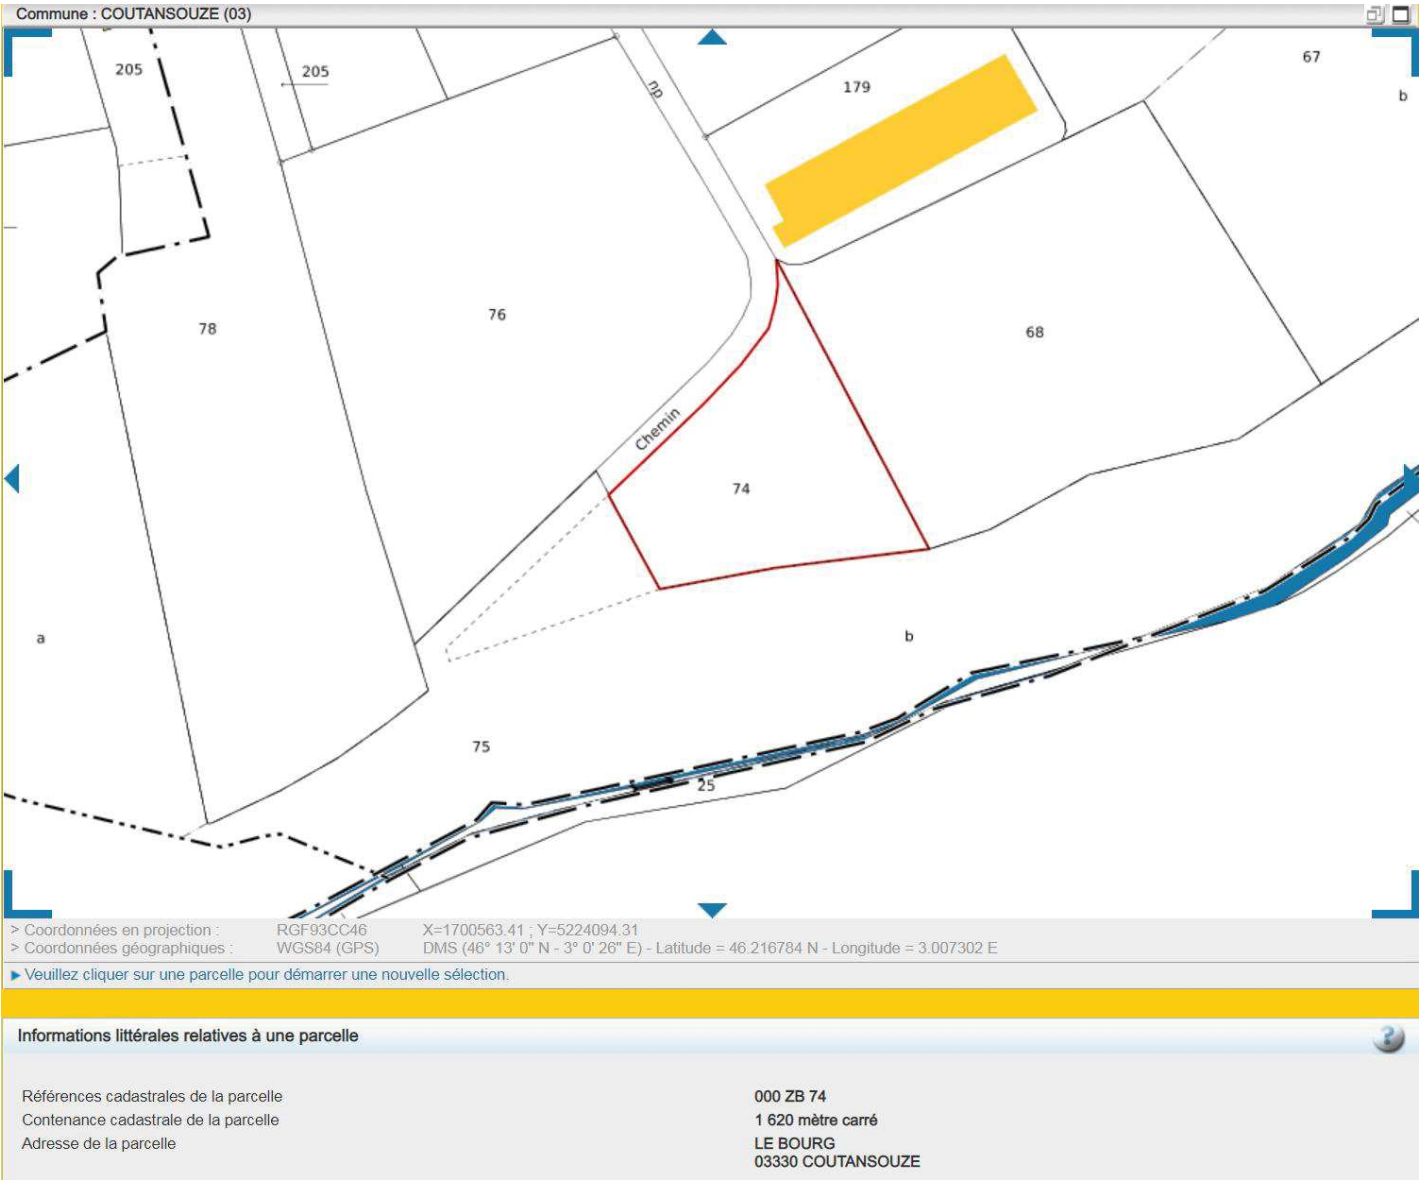 Commune : COUTANSOUZE (03)
205
205
np
179
67
b
78
76
68
Chemin
74
a
b
75
25
> Coordonnées en projection : RGF93CC46 X=1700563.41 ; Y=5224094.31
> Coordonnées géographiques : WGS84 (GPS) DMS (46° 13' 0" N - 3° 0' 26" E) - Latitude = 46.216784 N - Longitude = 3.007302 E
Veuillez cliquer sur une parcelle pour démarrer une nouvelle sélection.
Informations littérales relatives à une parcelle
?
Références cadastrales de la parcelle 000 ZB 74
Contenance cadastrale de la parcelle 1 620 mètre carré
Adresse de la parcelle LE BOURG
03330 COUTANSOUZE